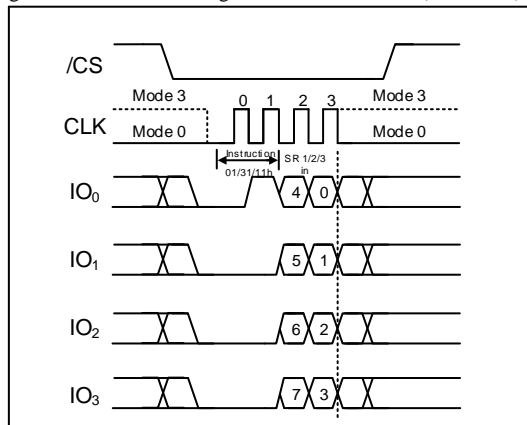 /CS
Mode 3
0 1 2 3
Mode 3
CLK
Mode 0
Mode 0
Instruction
SR 1/2/3
01/31/11h
in
IO₀
4 0
IO₁
5 1
IO₂
6 2
IO₃
7 3